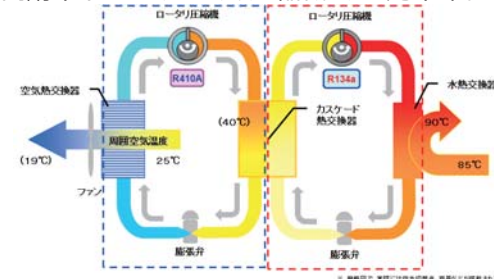 ロータリ圧縮機
ロータリ圧縮機
R410A
R134a
空気熱交換器
水熱交換器
(40℃)
カスケード
熱交換器
90℃
周囲空気温度
(19℃)
25℃
85℃
ファン
膨張弁
膨張弁